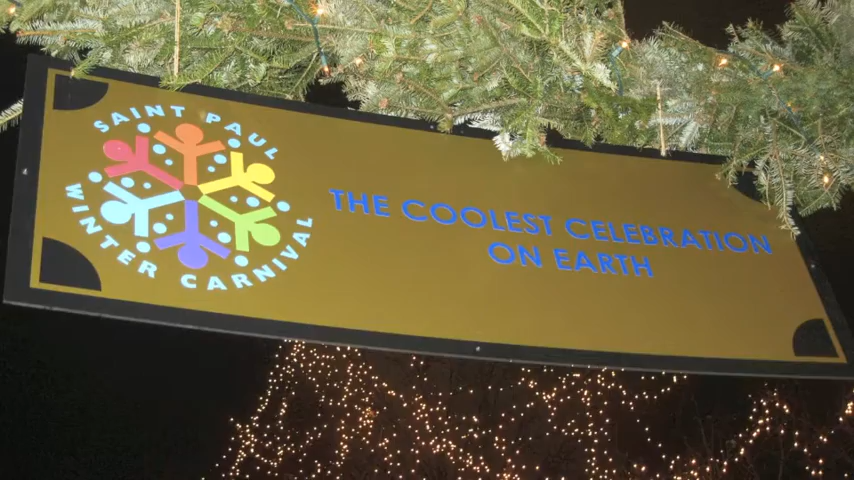 SAINT PAUL
WINTER CARNIVAL
THE COOLEST CELEBRATION
ON EARTH